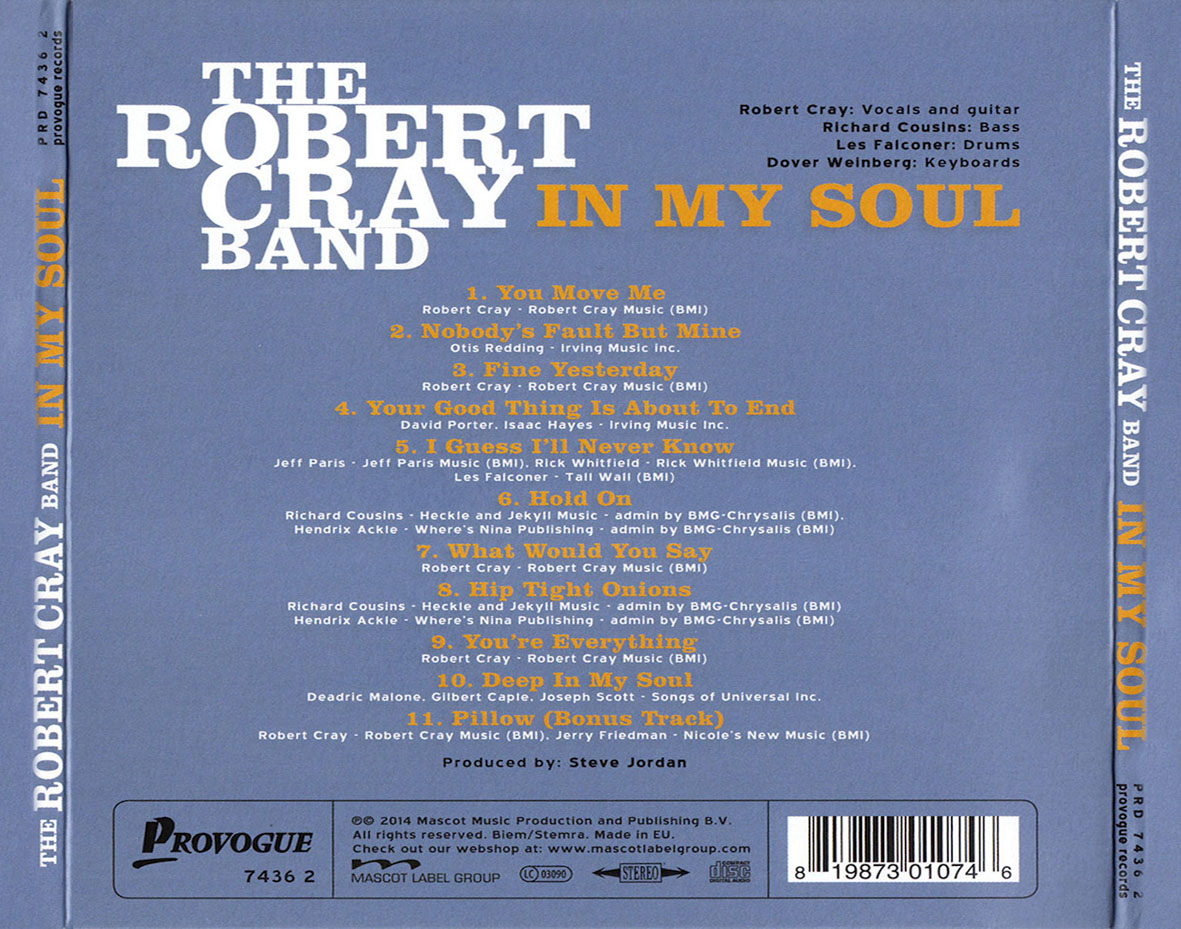 PRD 7436 2
provogue records
THE ROBERT CRAY BAND IN MY SOUL
THE
ROBERT
CRAY
BAND
IN MY SOUL
Robert Cray: Vocals and guitar
Richard Cousins: Bass
Les Falconer: Drums
Dover Weinberg: Keyboards
1. You Move Me
Robert Cray - Robert Cray Music (BMI)
2. Nobody's Fault But Mine
Otis Redding - Irving Music Inc.
3. Fine Yesterday
Robert Cray - Robert Cray Music (BMI)
4. Your Good Thing Is About To End
David Porter, Isaac Hayes - Irving Music Inc.
5. I Guess I'll Never Know
Jeff Paris - Jeff Paris Music (BMI), Rick Whitfield - Rick Whitfield Music (BMI),
Les Falconer - Tall Wall (BMI)
6. Hold On
Richard Cousins - Heckle and Jekyll Music - admin by BMG-Chrysalis (BMI),
Hendrix Ackle - Where's Nina Publishing - admin by BMG-Chrysalis (BMI)
7. What Would You Say
Robert Cray - Robert Cray Music (BMI)
8. Hip Tight Onions
Richard Cousins - Heckle and Jekyll Music - admin by BMG-Chrysalis (BMI)
Hendrix Ackle - Where's Nina Publishing - admin by BMG-Chrysalis (BMI)
9. You're Everything
Robert Cray - Robert Cray Music (BMI)
10. Deep In My Soul
Deadric Malone, Gilbert Caple, Joseph Scott - Songs of Universal Inc.
11. Pillow (Bonus Track)
Robert Cray - Robert Cray Music (BMI), Jerry Friedman - Nicole's New Music (BMI)
Produced by: Steve Jordan
PROVOGUE
7436 2
℗© 2014 Mascot Music Production and Publishing B.V.
All rights reserved. Biem/Stemra. Made in EU.
Check out our webshop at: www.mascotlabelgroup.com
MASCOT LABEL GROUP
LC 03090
STEREO
COMPACT
disc
DIGITAL AUDIO
8 19873 01074 6
THE ROBERT CRAY BAND IN MY SOUL
PRD 7436 2
provogue records